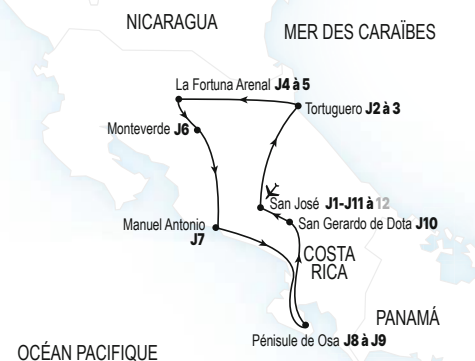 NICARAGUA
MER DES CARAÏBES
La Fortuna Arenal J4 à 5
Tortuguero J2 à 3
Monteverde J6
San José J1-J11 à 12
San Gerardo de Dota J10
Manuel Antonio
J7
COSTA
RICA
PANAMÁ
Pénisule de Osa J8 à J9
OCÉAN PACIFIQUE